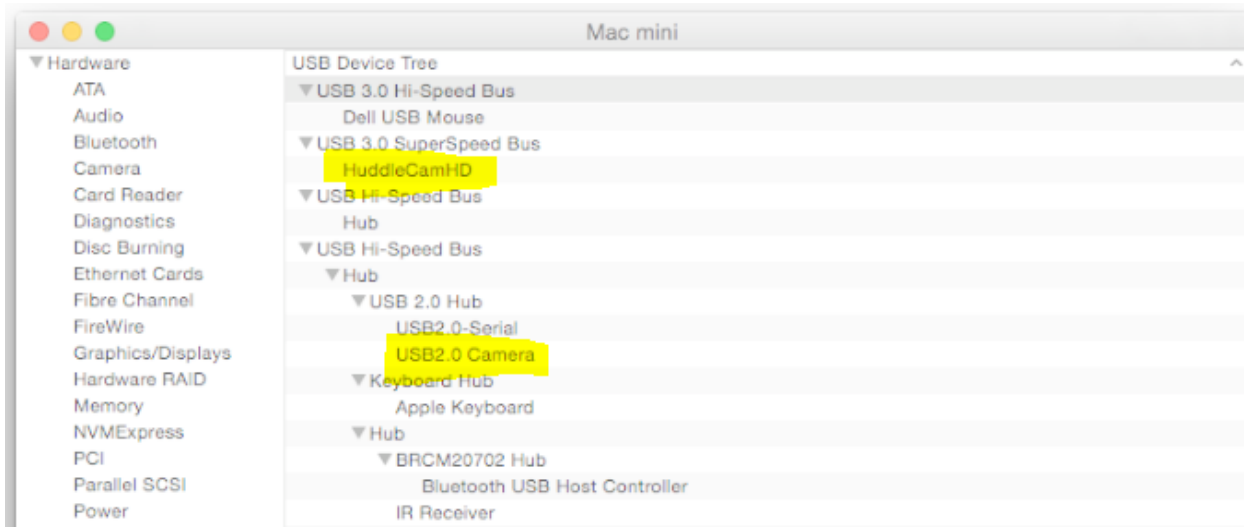 Mac mini
Hardware
ATA
Audio
Bluetooth
Camera
Card Reader
Diagnostics
Disc Burning
Ethernet Cards
Fibre Channel
FireWire
Graphics/Displays
Hardware RAID
Memory
NVMExpress
PCI
Parallel SCSI
Power
USB Device Tree
USB 3.0 Hi-Speed Bus
Dell USB Mouse
USB 3.0 SuperSpeed Bus
HuddleCamHD
USB Hi-Speed Bus
Hub
USB Hi-Speed Bus
Hub
USB 2.0 Hub
USB2.0-Serial
USB2.0 Camera
Keyboard Hub
Apple Keyboard
Hub
BRCM20702 Hub
Bluetooth USB Host Controller
IR Receiver